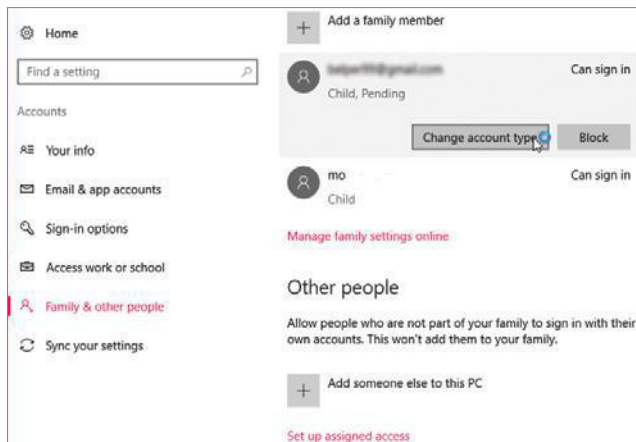 Home
Find a setting
Accounts
Your info
Email & app accounts
Sign-in options
Access work or school
Family & other people
Sync your settings
Add a family member
Can sign in
Child, Pending
Change account type
Block
mo
Can sign in
Child
Manage family settings online
Other people
Allow people who are not part of your family to sign in with their
own accounts. This won't add them to your family.
Add someone else to this PC
Set up assigned access